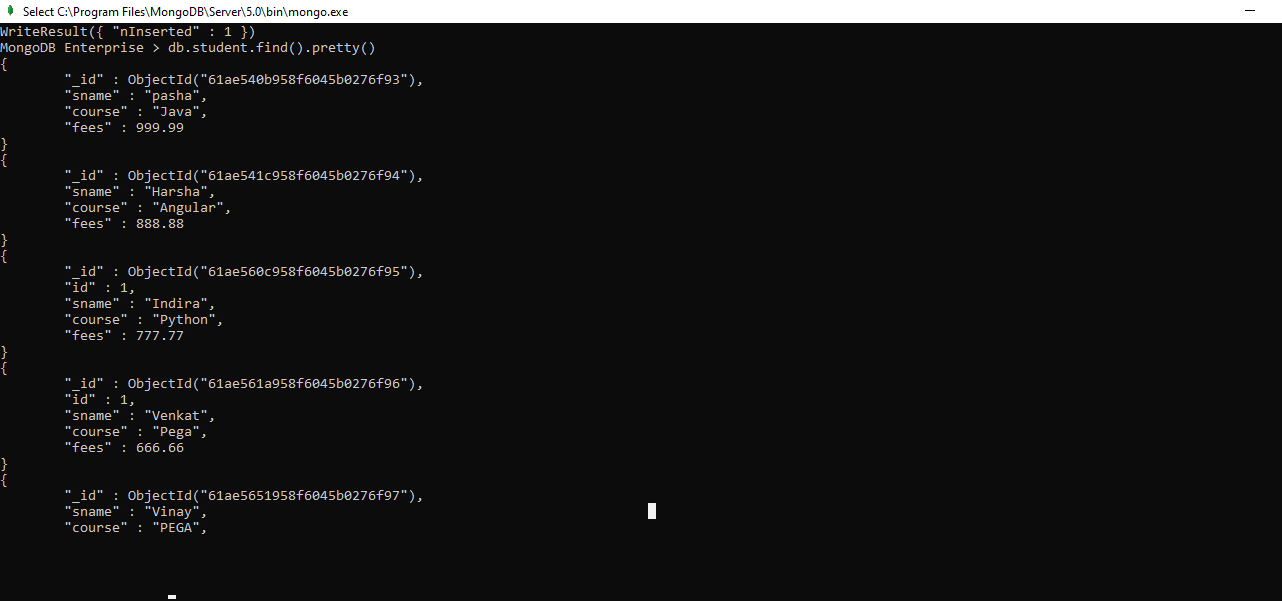 Select C:\Program Files\MongoDB\Server\5.0\bin\mongo.exe
WriteResult({ "nInserted" : 1 })
MongoDB Enterprise > db.student.find().pretty()
{
"_id" : ObjectId("61ae540b958f6045b0276f93"),
"sname" : "pasha",
"course" : "Java",
"fees" : 999.99
}
{
"_id" : ObjectId("61ae541c958f6045b0276f94"),
"sname" : "Harsha",
"course" : "Angular",
"fees" : 888.88
}
{
"_id" : ObjectId("61ae560c958f6045b0276f95"),
"id" : 1,
"sname" : "Indira",
"course" : "Python",
"fees" : 777.77
}
{
"_id" : ObjectId("61ae561a958f6045b0276f96"),
"id" : 1,
"sname" : "Venkat",
"course" : "Pega",
"fees" : 666.66
}
{
"_id" : ObjectId("61ae5651958f6045b0276f97"),
"sname" : "Vinay",
"course" : "PEGA",